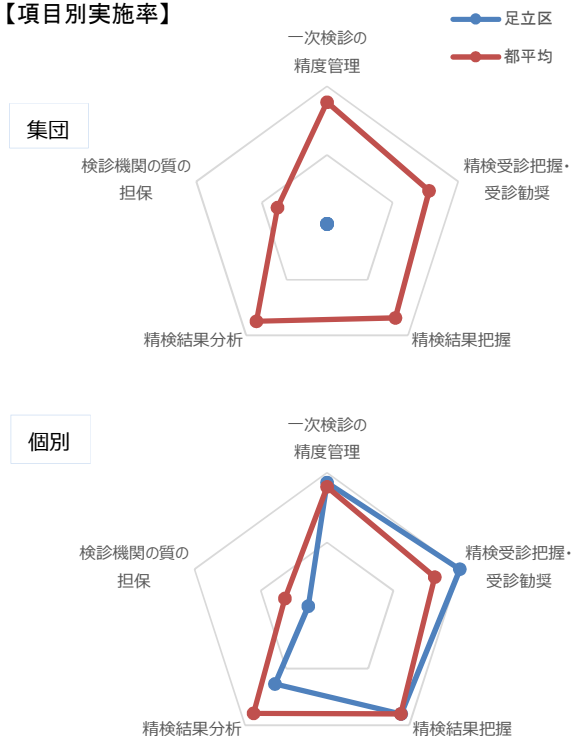 【項目別実施率】
足立区
都平均
集団
一次検診の
精度管理
精検受診把握・
受診勧奨
精検結果把握
精検結果分析
検診機関の質の
担保
個別
一次検診の
精度管理
精検受診把握・
受診勧奨
精検結果把握
精検結果分析
検診機関の質の
担保